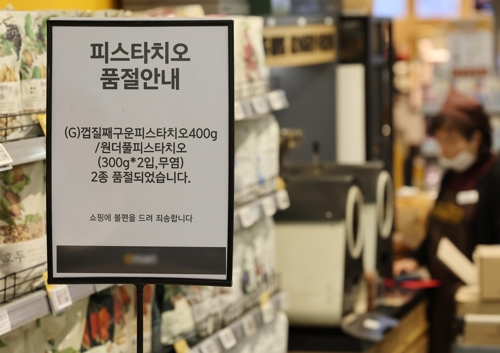 피스타치오
품절안내
(G)껍질째구운피스타치오400g
/원더풀피스타치오
(300g*2입,무염)
2종 품절되었습니다.
쇼핑에 불편을 드려 죄송합니다